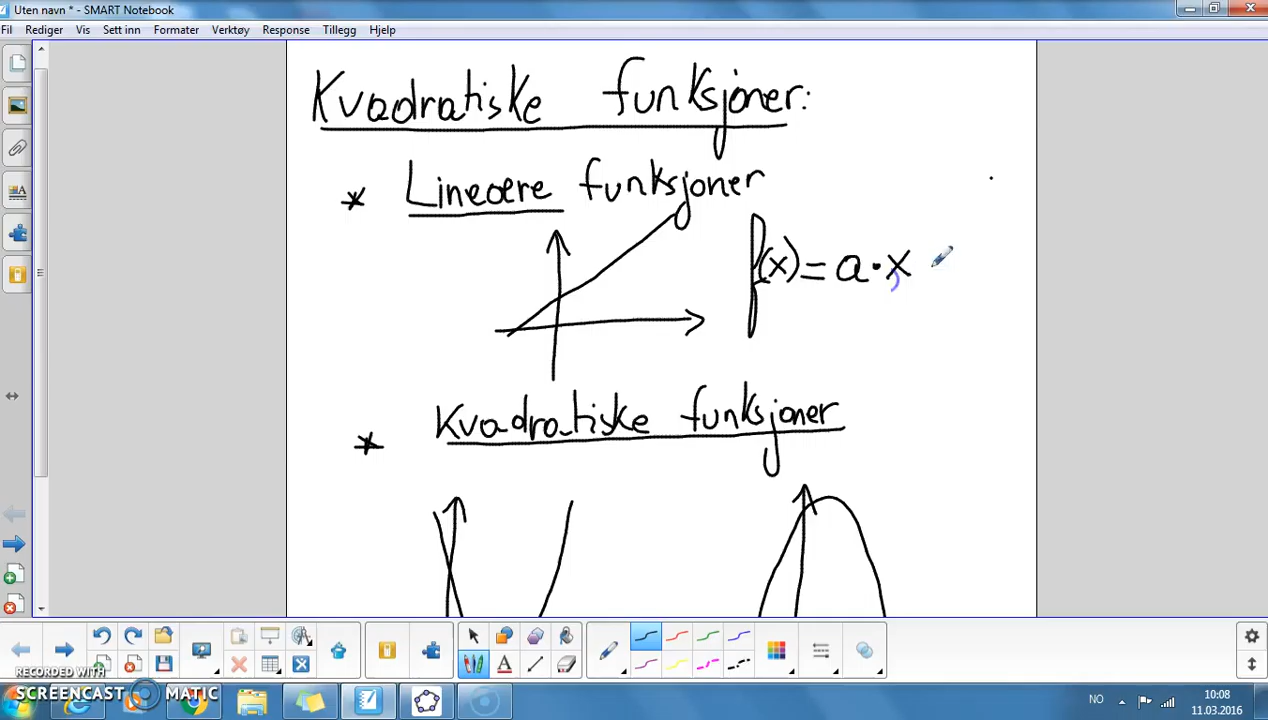 Uten navn * - SMART Notebook
Fil Rediger Vis Sett inn Formater Verktøy Response Tillegg Hjelp
Kvadratiske funksjoner:
* Lineære funksjoner
f(x) = a · x
* Kvadratiske funksjoner
RECORDED WITH
SCREENCAST MATIC
NO
10:08
11.03.2016